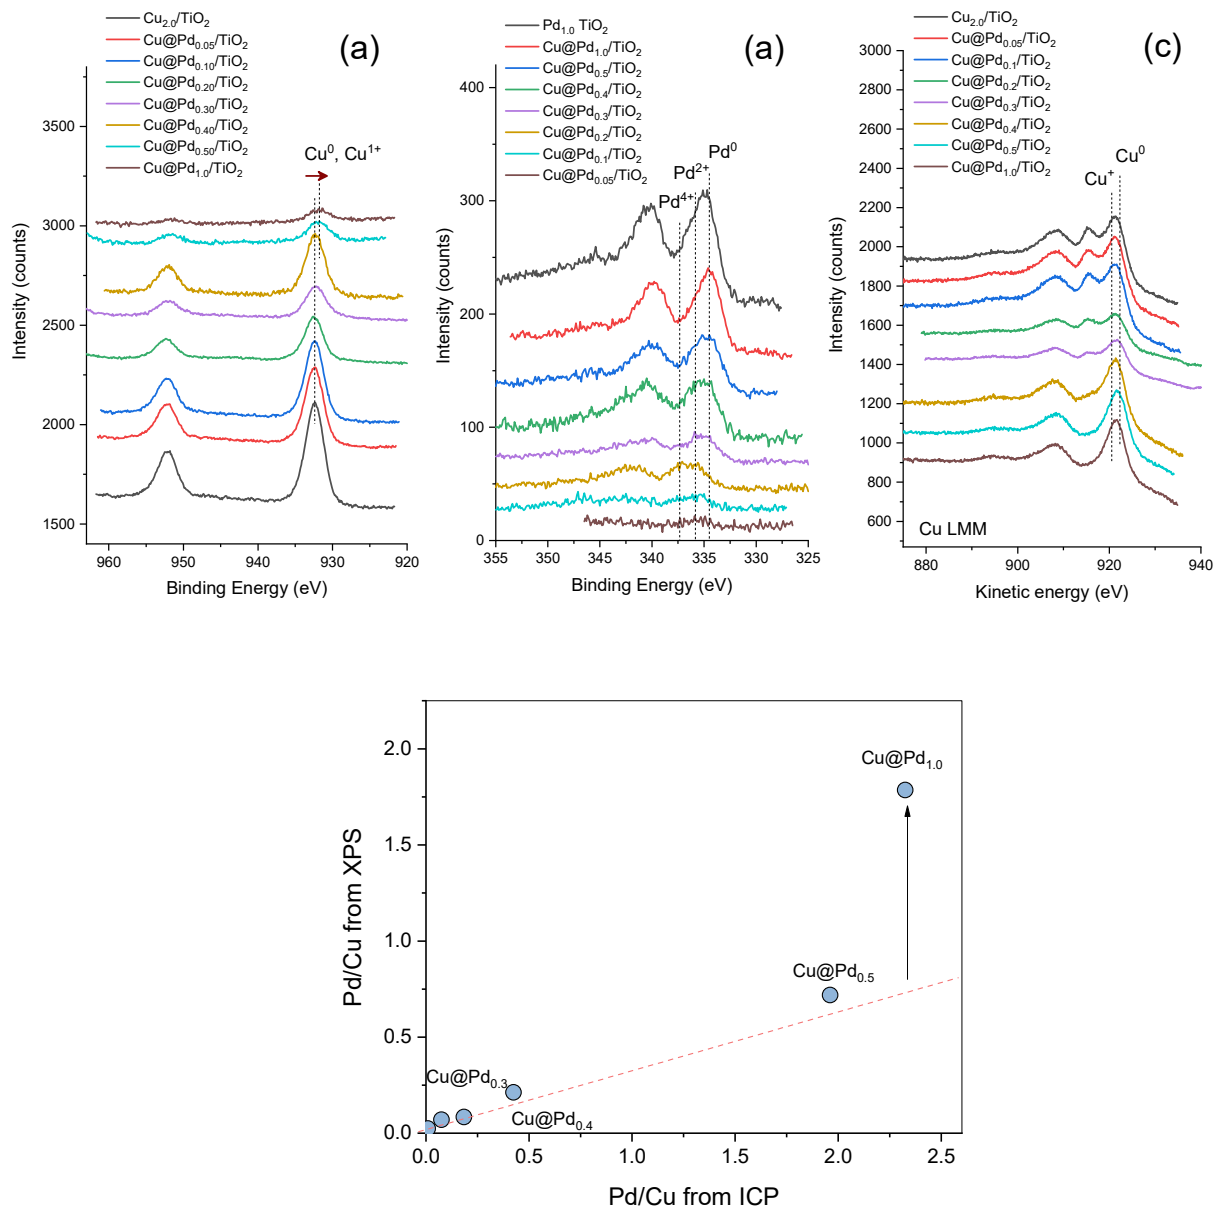 Cu2.0/TiO2
Cu@Pd0.05/TiO2
Cu@Pd0.10/TiO2
Cu@Pd0.20/TiO2
Cu@Pd0.30/TiO2
Cu@Pd0.40/TiO2
Cu@Pd0.50/TiO2
Cu@Pd1.0/TiO2
(a)
Cu0, Cu1+
3500
3000
2500
2000
1500
Intensity (counts)
960
950
940
930
920
Binding Energy (eV)
Pd1.0 TiO2
Cu@Pd1.0/TiO2
Cu@Pd0.5/TiO2
Cu@Pd0.4/TiO2
Cu@Pd0.3/TiO2
Cu@Pd0.2/TiO2
Cu@Pd0.1/TiO2
Cu@Pd0.05/TiO2
(a)
Pd0
Pd2+
Pd4+
400
300
200
100
0
Intensity (counts)
355
350
345
340
335
330
325
Binding Energy (eV)
Cu2.0/TiO2
Cu@Pd0.05/TiO2
Cu@Pd0.1/TiO2
Cu@Pd0.2/TiO2
Cu@Pd0.3/TiO2
Cu@Pd0.4/TiO2
Cu@Pd0.5/TiO2
Cu@Pd1.0/TiO2
(c)
Cu0
Cu+
3000
2800
2600
2400
2200
2000
1800
1600
1400
1200
1000
800
600
Intensity (counts)
Cu LMM
880
900
920
940
Kinetic energy (eV)
2.0
1.5
1.0
0.5
0.0
Pd/Cu from XPS
Cu@Pd1.0
Cu@Pd0.5
Cu@Pd0.3
Cu@Pd0.4
0.0
0.5
1.0
1.5
2.0
2.5
Pd/Cu from ICP